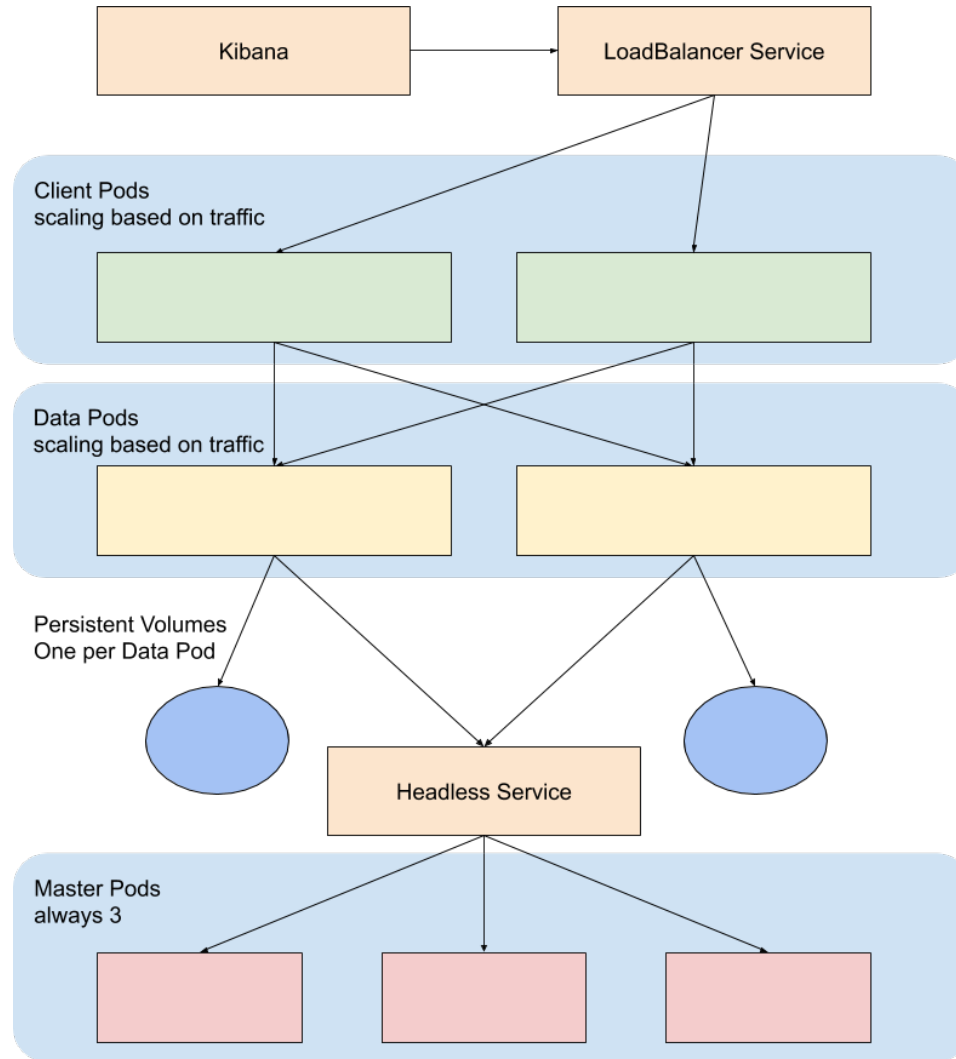 Kibana
LoadBalancer Service
Client Pods
scaling based on traffic
Data Pods
scaling based on traffic
Persistent Volumes
One per Data Pod
Headless Service
Master Pods
always 3